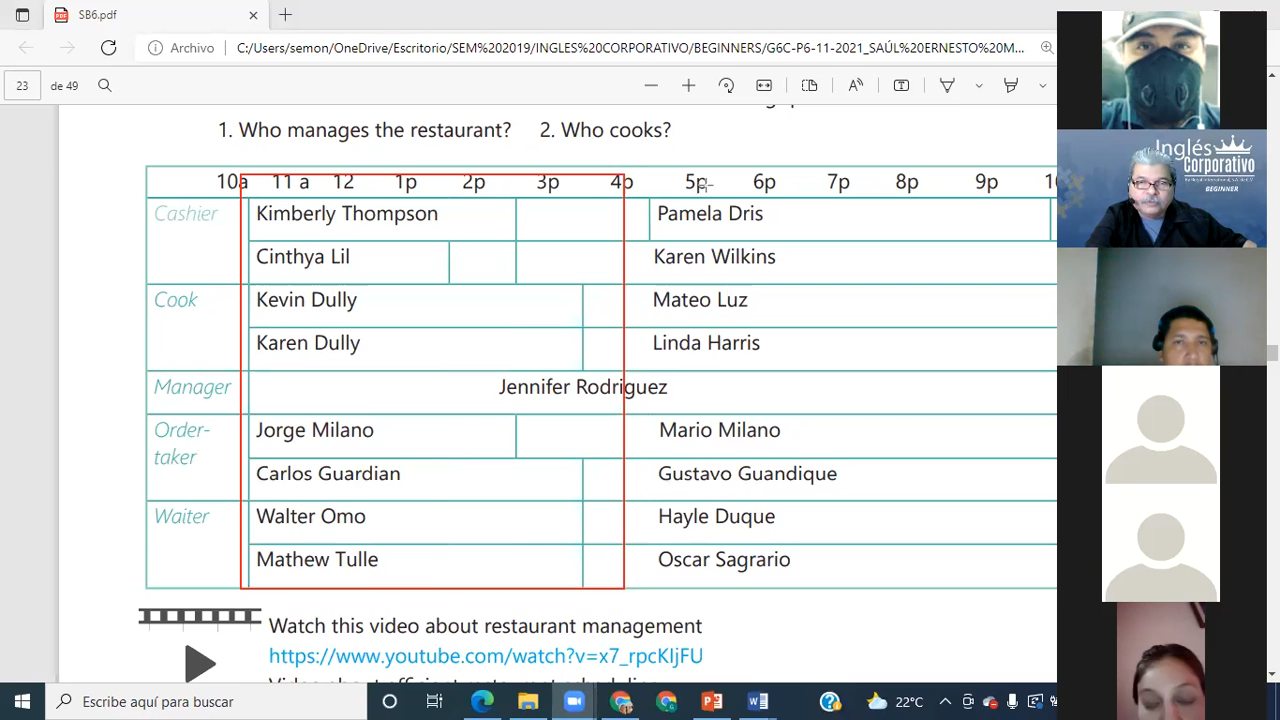 SB6.pdf
Archivo C:/Users/semon/OneDrive/Escritorio/SEM%202019/INGLES%20CORPORATIVO/BEGINNERS/G6C-P6-11-2021_SAÚL%20ERNESTO%20M...
23 de 49
1. Who manages the restaurant? 2. Who cooks?
10a 11 a 12 1p 2p 3p 4p 5p 6p 7p 8p 9p 10
Cashier Kimberly Thompson Pamela Dris
Cinthya Lil Karen Wilkins
Cook Kevin Dully Mateo Luz
Karen Dully Linda Harris
Manager Jennifer Rodriguez
Order- Jorge Milano Mario Milano
taker
Carlos Guardian Gustavo Guandique
Waiter Walter Omo Hayle Duque
Mathew Tulle Oscar Sagrario
Watch this video about restaurant management
https://www.youtube.com/watch?v=x7_rpcKIjFU
Escribe aquí para buscar
22°C
Inglés
Corporativo
BEGINNER